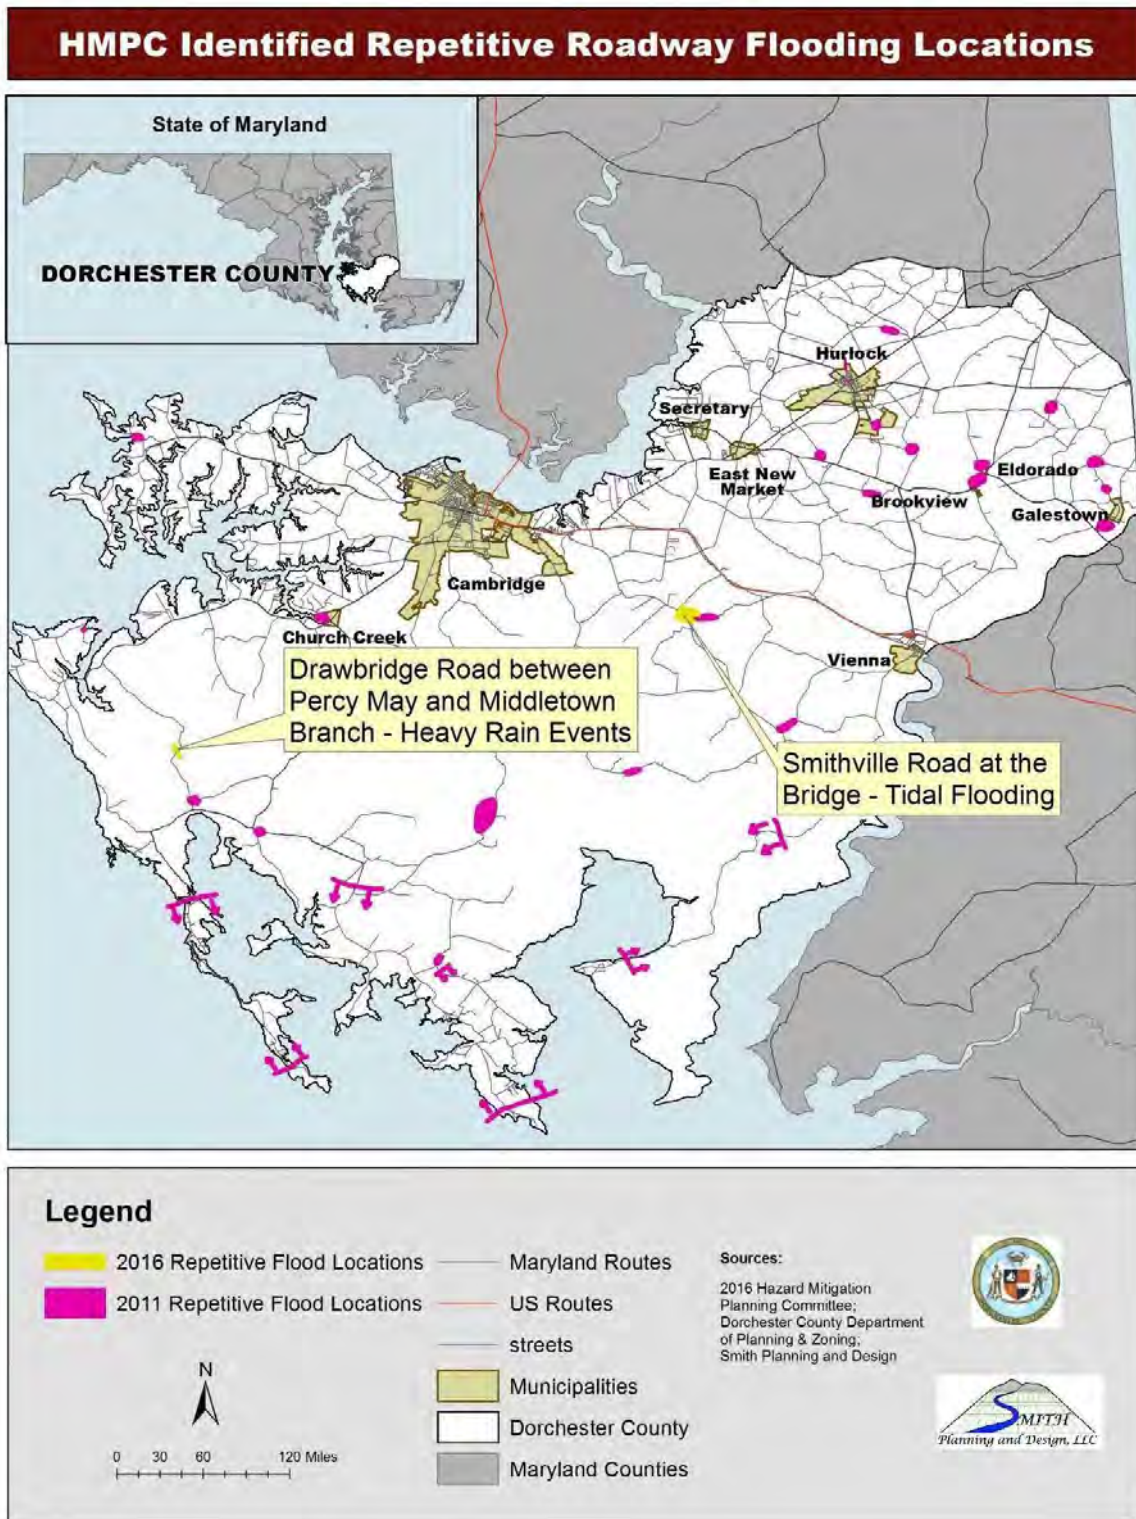 HMPC Identified Repetitive Roadway Flooding Locations
State of Maryland
DORCHESTER COUNTY
Hurlock
Secretary
East New
Market
Eldorado
Brookview
Galestown
Cambridge
Church Creek
Vienna
Drawbridge Road between
Percy May and Middletown
Branch - Heavy Rain Events
Smithville Road at the
Bridge - Tidal Flooding
Legend
2016 Repetitive Flood Locations
2011 Repetitive Flood Locations
Maryland Routes
US Routes
streets
Municipalities
Dorchester County
Maryland Counties
N
0 30 60 120 Miles
Sources:
2016 Hazard Mitigation
Planning Committee;
Dorchester County Department
of Planning & Zoning;
Smith Planning and Design
SMITH
Planning and Design, LLC